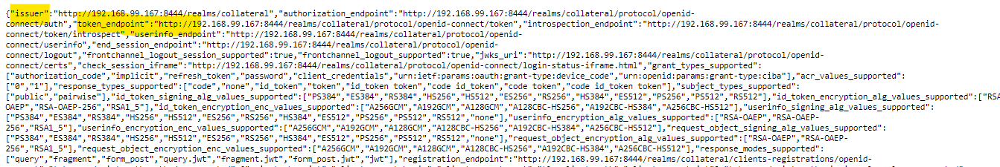 {"issuer":"http://192.168.99.167:8444/realms/collateral","authorization_endpoint":"http://192.168.99.167:8444/realms/collateral/protocol/openid-
connect/auth","token_endpoint":"http://192.168.99.167:8444/realms/collateral/protocol/openid-connect/token","introspection_endpoint":"http://192.168.99.167:8444/realms/collateral/protocol/openid-
connect/token/introspect","userinfo_endpoint":"http://192.168.99.167:8444/realms/collateral/protocol/openid-
connect/userinfo","end_session_endpoint":"http://192.168.99.167:8444/realms/collateral/protocol/openid-
connect/logout","frontchannel_logout_session_supported":true,"frontchannel_logout_supported":true,"jwks_uri":"http://192.168.99.167:8444/realms/collateral/protocol/openid-
connect/certs","check_session_iframe":"http://192.168.99.167:8444/realms/collateral/protocol/openid-connect/login-status-iframe.html","grant_types_supported":
["authorization_code","implicit","refresh_token","password","client_credentials","urn:ietf:params:oauth:grant-type:device_code","urn:openid:params:grant-type:ciba"],"acr_values_supported":
["0","1"],"response_types_supported":["code","none","id_token","token","id_token token","code id_token","code token","code id_token token"],"subject_types_supported":
["public","pairwise"],"id_token_signing_alg_values_supported":["PS384","ES384","RS384","HS256","HS512","ES256","RS256","HS384","ES512","PS256","PS512","RS512"],"id_token_encryption_alg_values_supported":["RSA-
OAEP","RSA-OAEP-256","RSA1_5"],"id_token_encryption_enc_values_supported":["A256GCM","A192GCM","A128GCM","A128CBC-HS256","A192CBC-HS384","A256CBC-HS512"],"userinfo_signing_alg_values_supported":
["PS384","ES384","RS384","HS256","HS512","ES256","RS256","HS384","ES512","PS256","PS512","RS512","none"],"userinfo_encryption_alg_values_supported":["RSA-OAEP","RSA-OAEP-
256","RSA1_5"],"userinfo_encryption_enc_values_supported":["A256GCM","A192GCM","A128GCM","A128CBC-HS256","A192CBC-HS384","A256CBC-HS512"],"request_object_signing_alg_values_supported":
["PS384","ES384","RS384","HS256","HS512","ES256","RS256","HS384","ES512","PS256","PS512","RS512","none"],"request_object_encryption_alg_values_supported":["RSA-OAEP","RSA-OAEP-
256","RSA1_5"],"request_object_encryption_enc_values_supported":["A256GCM","A192GCM","A128GCM","A128CBC-HS256","A192CBC-HS384","A256CBC-HS512"],"response_modes_supported":
["query","fragment","form_post","query.jwt","fragment.jwt","form_post.jwt","jwt"],"registration_endpoint":"http://192.168.99.167:8444/realms/collateral/clients-registrations/openid-